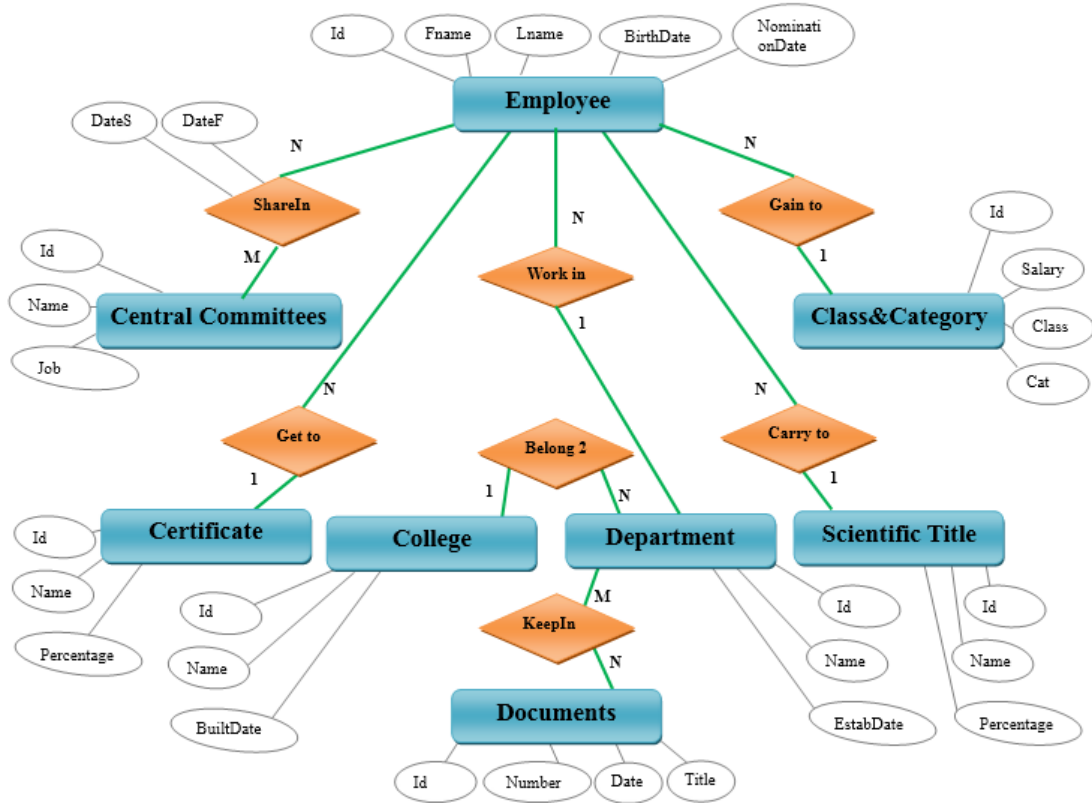 Id
Fname
Lname
BirthDate
Nominati
onDate
Employee
DateS
DateF
N
N
ShareIn
Gain to
N
Id
Id
M
Work in
1
Salary
Name
Central Committees
Class&Category
Class
1
Job
Cat
N
N
Get to
Belong 2
Carry to
1
1
N
1
Certificate
College
Department
Scientific Title
Id
Name
Id
M
Id
Id
KeepIn
Percentage
Name
N
Name
Name
Documents
BuiltDate
EstabDate
Percentage
Id
Number
Date
Title